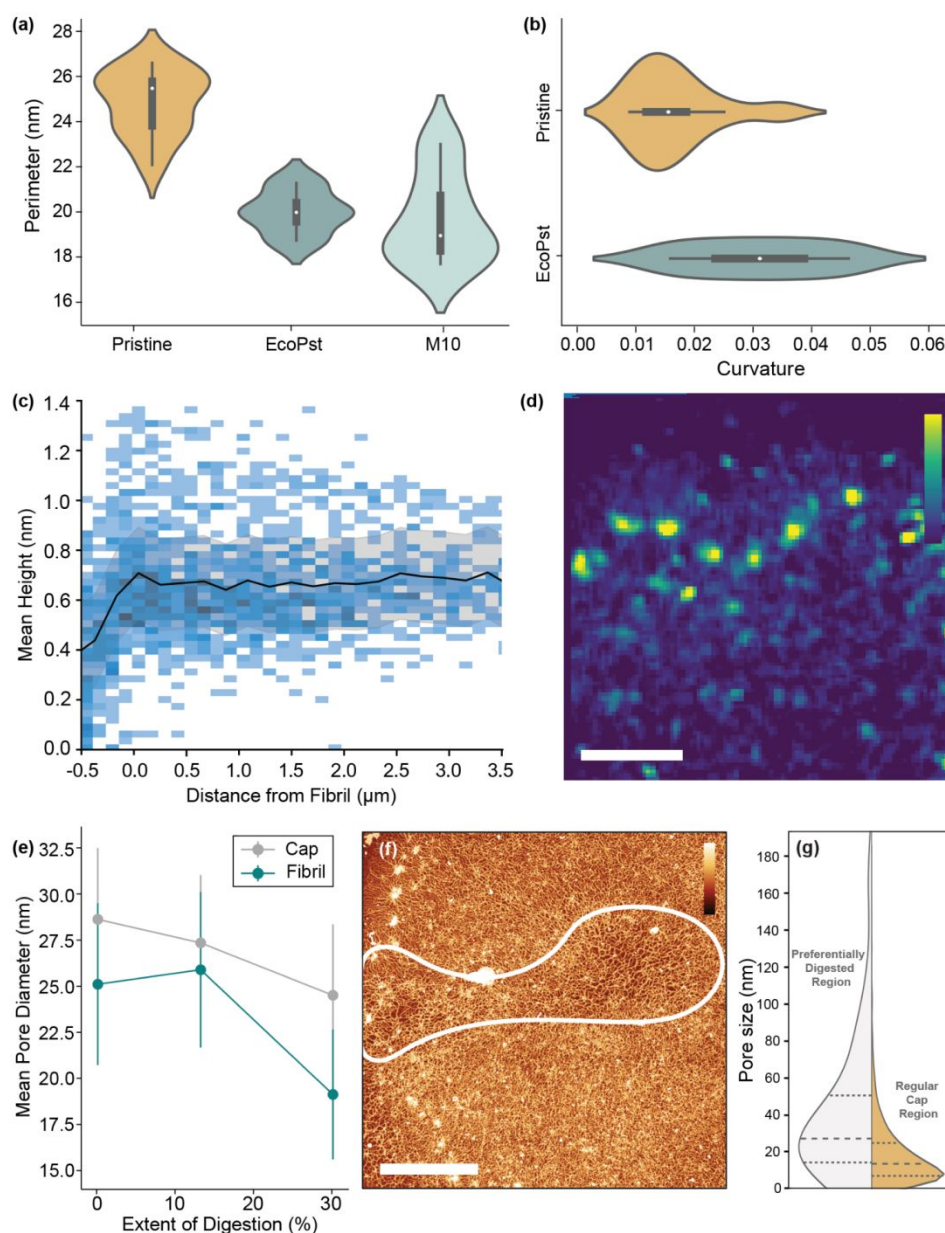 (a)
28
26
24
22
20
18
16
Perimeter (nm)
Pristine EcoPst M10
(b)
Pristine
EcoPst
0.00 0.01 0.02 0.03 0.04 0.05 0.06
Curvature
(c)
1.4
1.2
1.0
0.8
0.6
0.4
0.2
0.0
Mean Height (nm)
-0.5 0.0 0.5 1.0 1.5 2.0 2.5 3.0 3.5
Distance from Fibril (µm)
(d)
(e)
32.5
30.0
27.5
25.0
22.5
20.0
17.5
15.0
Mean Pore Diameter (nm)
Cap
Fibril
0 10 20 30
Extent of Digestion (%)
(f)
(g)
180
160
140
120
100
80
60
40
20
0
Pore size (nm)
Preferentially
Digested
Region
Regular
Cap
Region